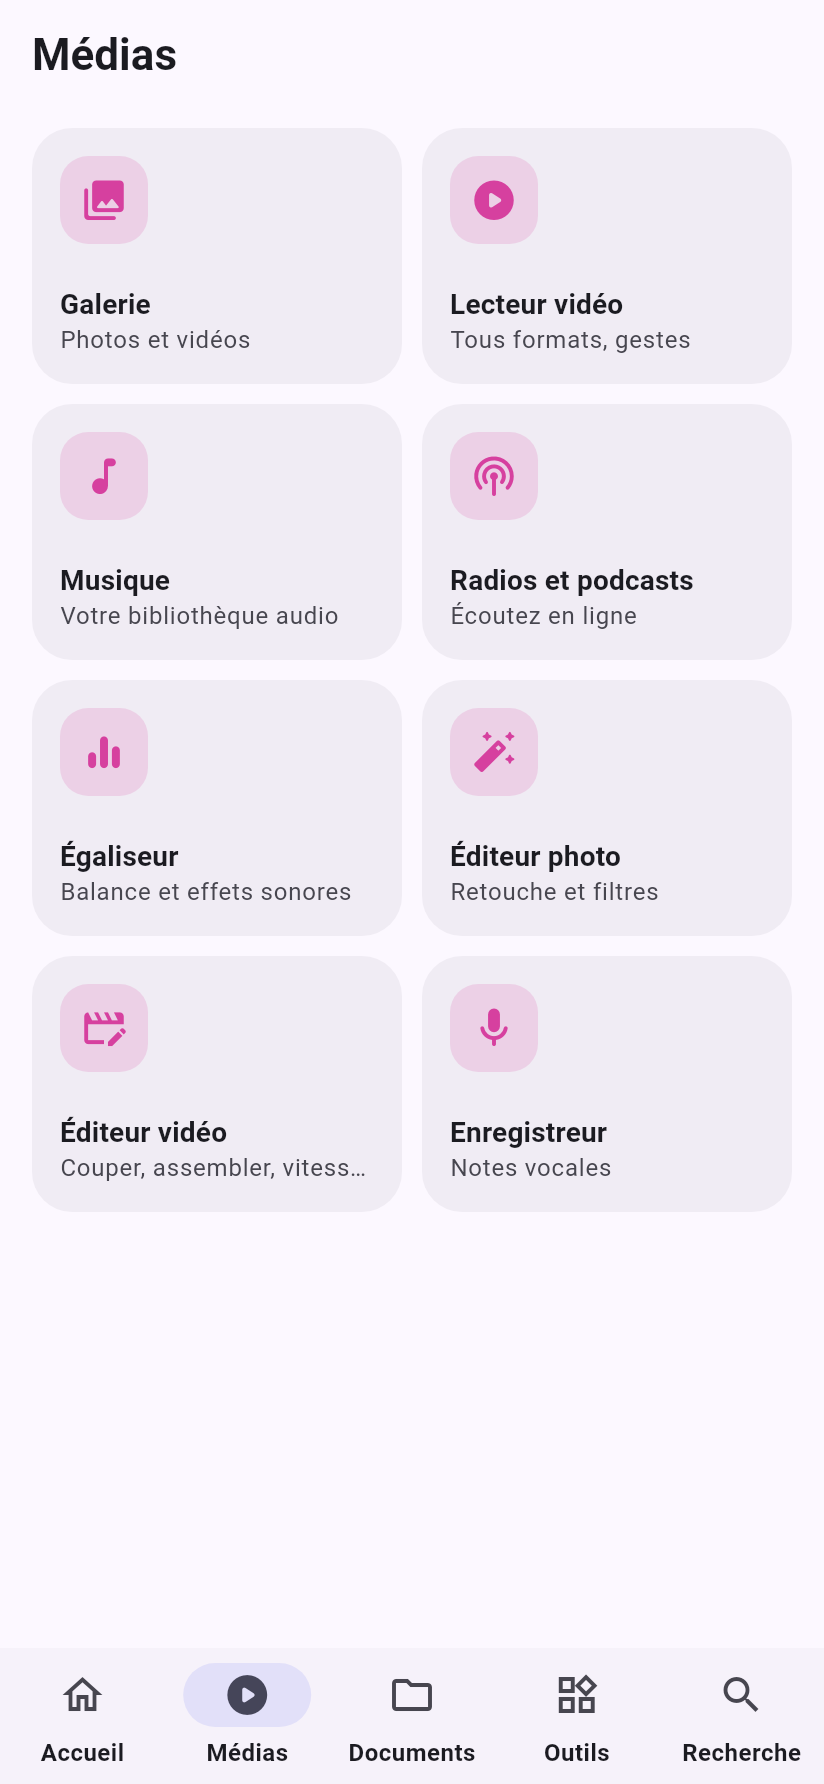 Médias
Galerie
Photos et vidéos
Lecteur vidéo
Tous formats, gestes
Musique
Votre bibliothèque audio
Radios et podcasts
Écoutez en ligne
Égaliseur
Balance et effets sonores
Éditeur photo
Retouche et filtres
Éditeur vidéo
Couper, assembler, vitess…
Enregistreur
Notes vocales
Accueil
Médias
Documents
Outils
Recherche